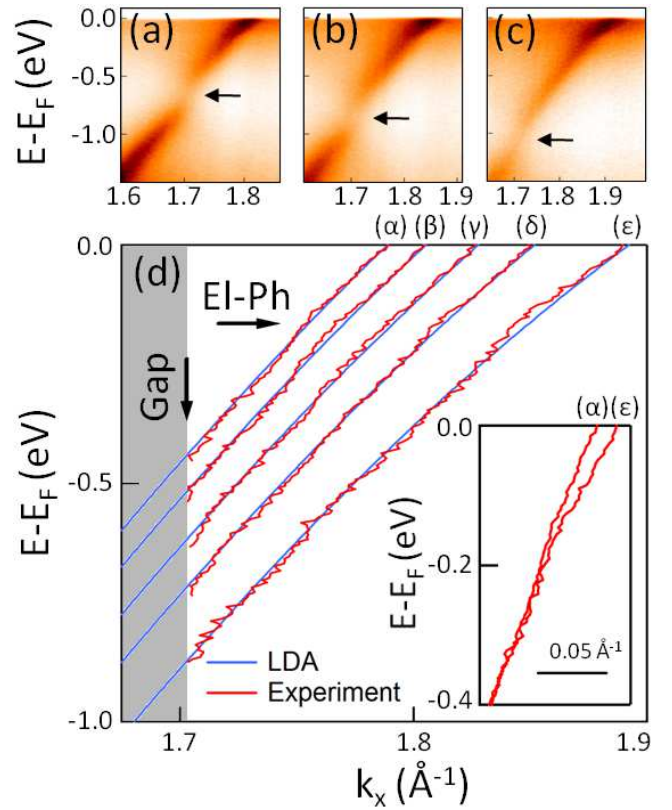 (a) (b) (c)
E-E_F (eV)
0.0
-0.5
-1.0
1.6 1.7 1.8
1.7 1.8 1.9
1.7 1.8 1.9
(α) (β) (γ) (δ) (ε)
(d)
El-Ph
Gap
E-E_F (eV)
0.0
-0.5
-1.0
LDA
Experiment
1.7 1.8 1.9
k_x (Å⁻¹)
(α)(ε)
E-E_F (eV)
0.0
-0.2
-0.4
0.05 Å⁻¹